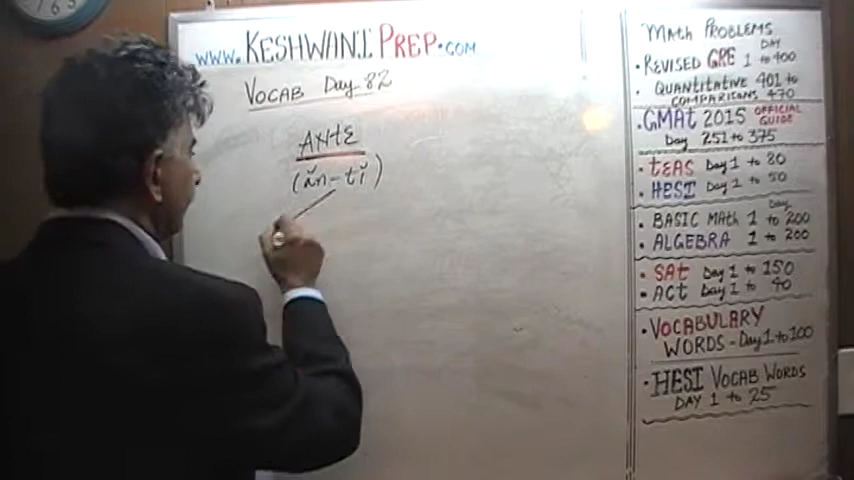 WWW.KESHWANIPREP.COM
VOCAB Day 82
ANTE
(ăn-tĭ)
MATH PROBLEMS
• REVISED GRE DAY 1 to 400
• QUANTITATIVE COMPARISONS 401 to 470
• GMAT 2015 OFFICIAL GUIDE
Day 251 to 375
• TEAS Day 1 to 80
• HESI Day 1 to 50
• BASIC MATH Day 1 to 200
• ALGEBRA 1 to 200
• SAt Day 1 to 150
• ACt Day 1 to 40
• VOCABULARY
WORDS - Day 1 to 100
• HESI VOCAB WORDS
DAY 1 to 25